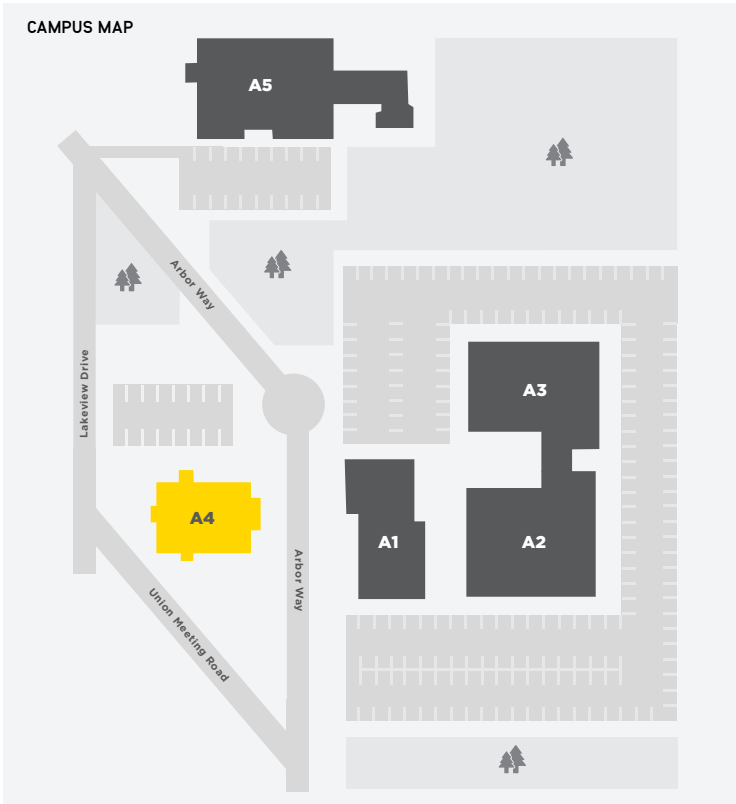 CAMPUS MAP
A5
Arbor Way
Lakeview Drive
A3
A4
A1
A2
Arbor Way
Union Meeting Road